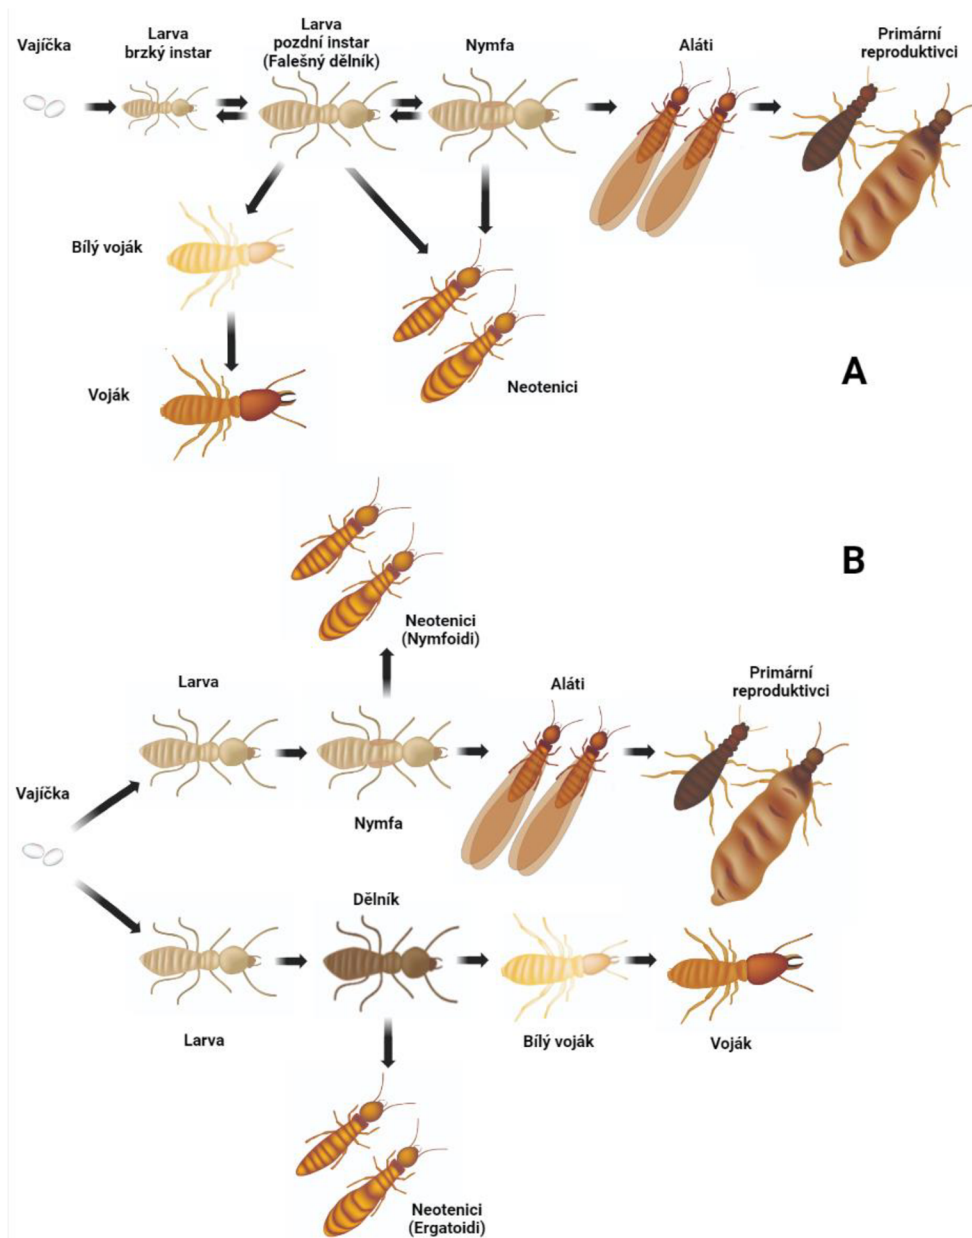 Vajíčka
Larva
brzký instar
Larva
pozdní instar
(Falešný dělník)
Nymfa
Aláti
Primární
reproduktivci
Bílý voják
Voják
Neotenici
A
B
Neotenici
(Nymfoidi)
Larva
Nymfa
Aláti
Primární
reproduktivci
Vajíčka
Dělník
Larva
Bílý voják
Voják
Neotenici
(Ergatoidi)